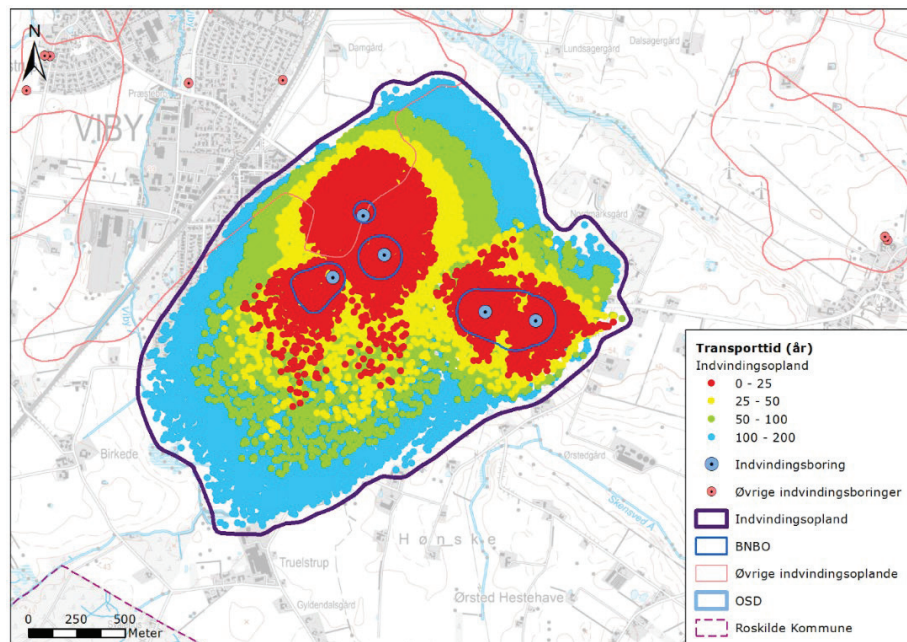 N
Damgård
Lundsagergård
Dalsagergård
VIBY
Birkede
Ørstedgård
Skensved Å
Truelstrup
Hønske
Gyldendalsgård
Ørsted Hestehave
0 250 500
Meter
Transporttid (år)
Indvindingsopland
0 - 25
25 - 50
50 - 100
100 - 200
Indvindingsboring
Øvrige indvindingsboringer
Indvindingsopland
BNBO
Øvrige indvindingsoplande
OSD
Roskilde Kommune